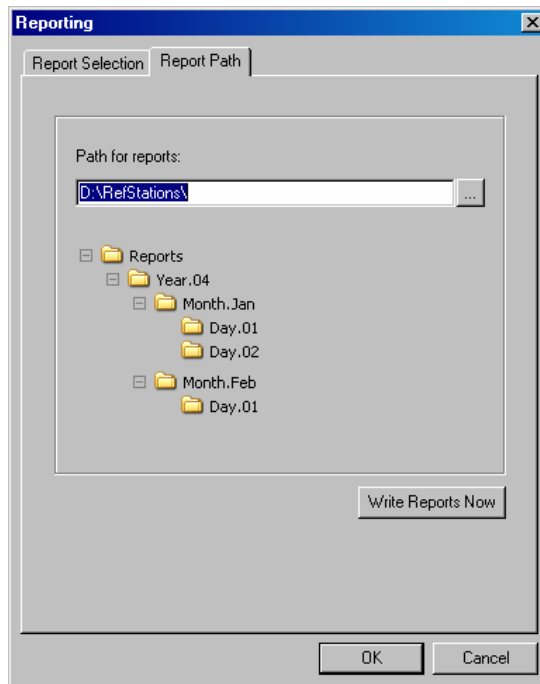 Reporting
Report Selection Report Path
Path for reports:
D:\RefStations\
...
Reports
Year.04
Month.Jan
Day.01
Day.02
Month.Feb
Day.01
Write Reports Now
OK Cancel